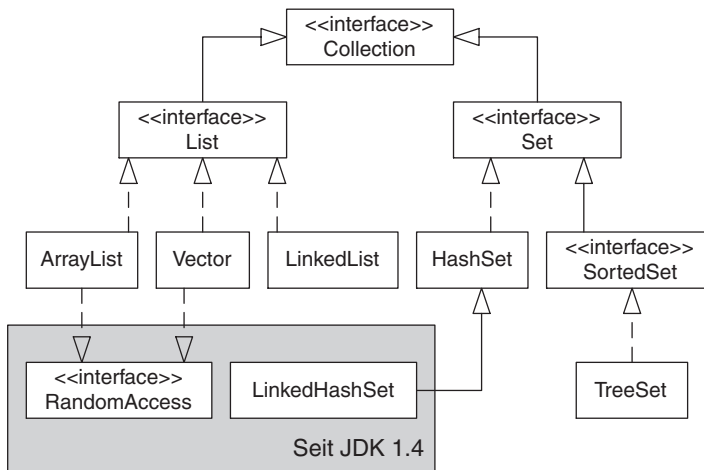 <<interface>>
Collection
<<interface>>
List
<<interface>>
Set
ArrayList
Vector
LinkedList
HashSet
<<interface>>
SortedSet
<<interface>>
RandomAccess
LinkedHashSet
TreeSet
Seit JDK 1.4